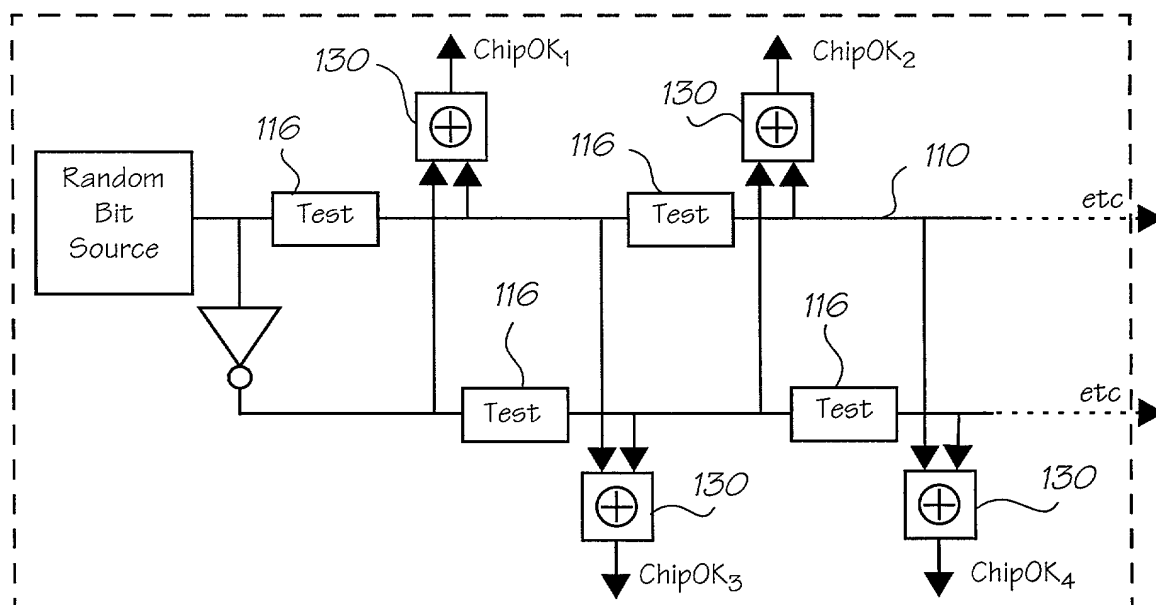 ChipOK1
ChipOK2
130
130
116
116
110
Random
Bit
Source
Test
Test
etc
116
116
etc
Test
Test
130
130
ChipOK3
ChipOK4